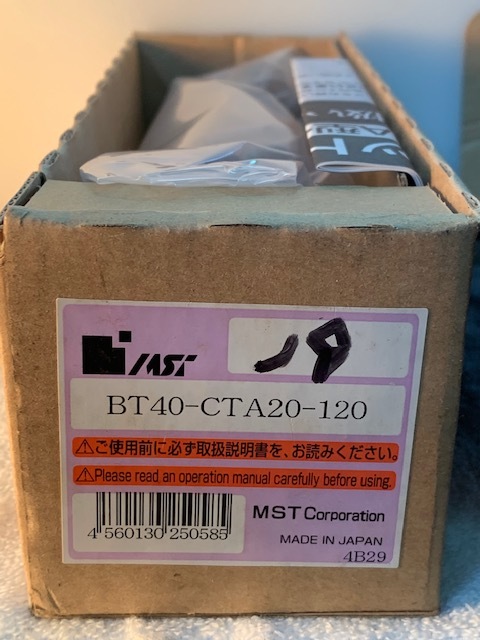 MST
19
BT40-CTA20-120
⚠ご使用前に必ず取扱説明書を、お読みください。
⚠Please read an operation manual carefully before using.
4 560130 250585
MST Corporation
MADE IN JAPAN
4B29